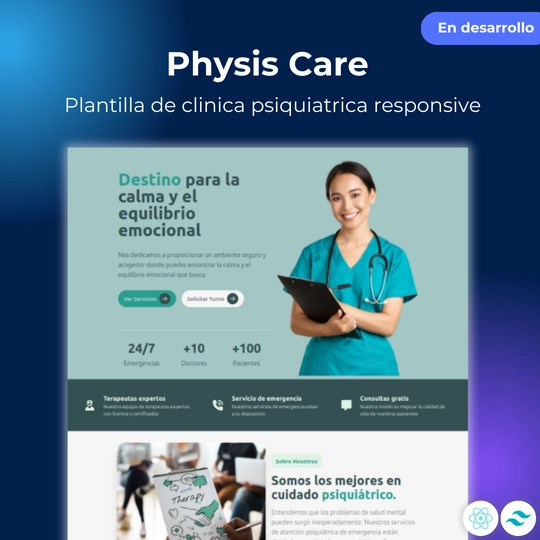 En desarrollo
Physis Care
Plantilla de clinica psiquiatrica responsive
Destino para la
calma y el
equilibrio
emocional
Nos dedicamos a proporcionar un ambiente seguro y
acogedor donde puedes encontrar la calma y el
equilibrio emocional que busca.
Ver Servicios
Solicitar Turno
24/7
+10
+100
Emergencias
Doctores
Pacientes
Terapeutas expertos
Nuestro equipo de terapeutas expertos
con licencia y certificados
Servicio de emergencia
Nuestros servicios de emergencia estan
a tu disposicion
Consultas gratis
Nuestra misión es mejorar la calidad de
vida de nuestros pacientes
Therapy
Sobre Nosotros
Somos los mejores en
cuidado psiquiátrico.
Entendemos que los problemas de salud mental
pueden surgir inesperadamente. Nuestros servicios
de atención psiquiátrica de emergencia están